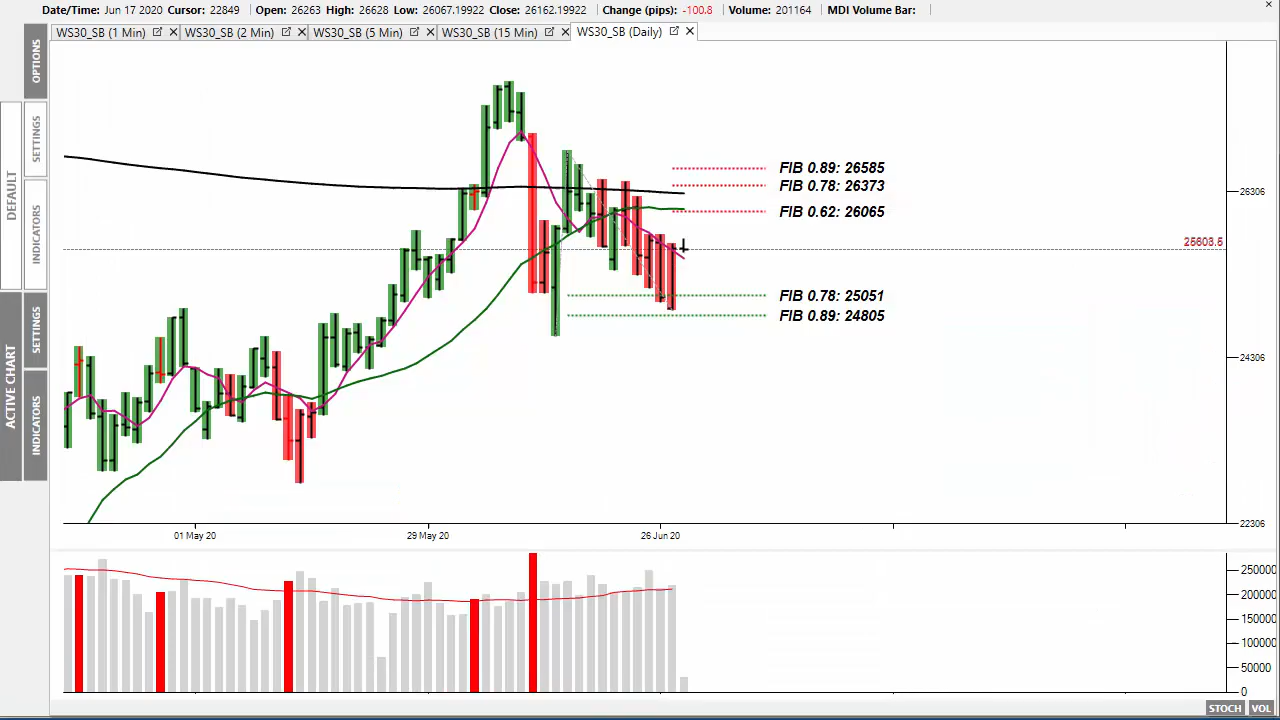 Date/Time: Jun 17 2020 Cursor: 22849 Open: 26263 High: 26628 Low: 26067.19922 Close: 26162.19922 Change (pips): -100.8 Volume: 201164 MDI Volume Bar:
WS30_SB (1 Min) WS30_SB (2 Min) WS30_SB (5 Min) WS30_SB (15 Min) WS30_SB (Daily)
OPTIONS
SETTINGS
DEFAULT
INDICATORS
SETTINGS
ACTIVE CHART
INDICATORS
FIB 0.89: 26585
FIB 0.78: 26373
26306
FIB 0.62: 26065
25603.5
FIB 0.78: 25051
FIB 0.89: 24805
24306
22306
01 May 20 29 May 20 26 Jun 20
250000
200000
150000
100000
50000
0
STOCH VOL